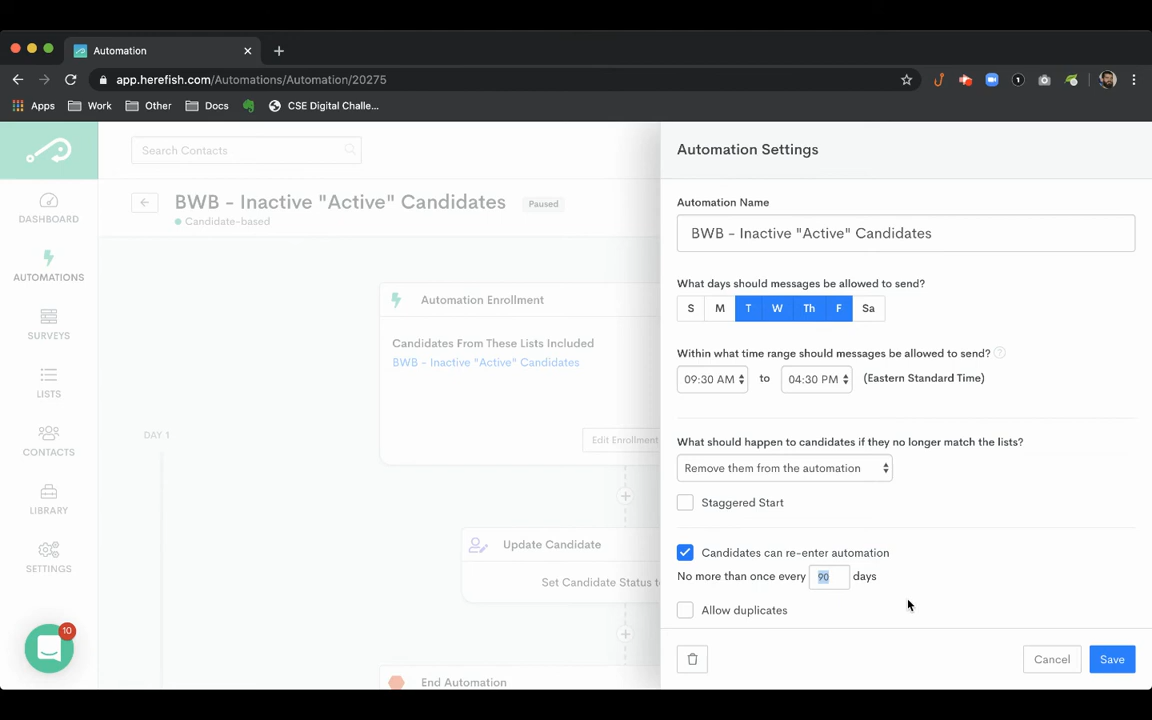 Automation
app.herefish.com/Automations/Automation/20275
Apps Work Other Docs CSE Digital Challe...
Search Contacts
BWB - Inactive "Active" Candidates Paused
Candidate-based
DASHBOARD
AUTOMATIONS
SURVEYS
LISTS
CONTACTS
LIBRARY
SETTINGS
10
DAY 1
Automation Enrollment
Candidates From These Lists Included
BWB - Inactive "Active" Candidates
Edit Enrollment
Update Candidate
Set Candidate Status to
End Automation
Automation Settings
Automation Name
BWB - Inactive "Active" Candidates
What days should messages be allowed to send?
S M T W Th F Sa
Within what time range should messages be allowed to send? ?
09:30 AM to 04:30 PM (Eastern Standard Time)
What should happen to candidates if they no longer match the lists?
Remove them from the automation
Staggered Start
Candidates can re-enter automation
No more than once every 90 days
Allow duplicates
Cancel Save